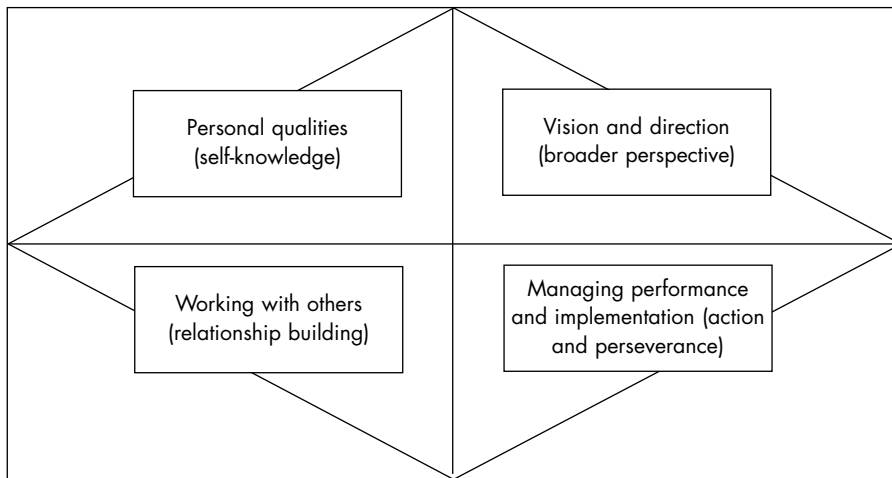 Personal qualities
(self-knowledge)
Vision and direction
(broader perspective)
Working with others
(relationship building)
Managing performance
and implementation (action
and perseverance)